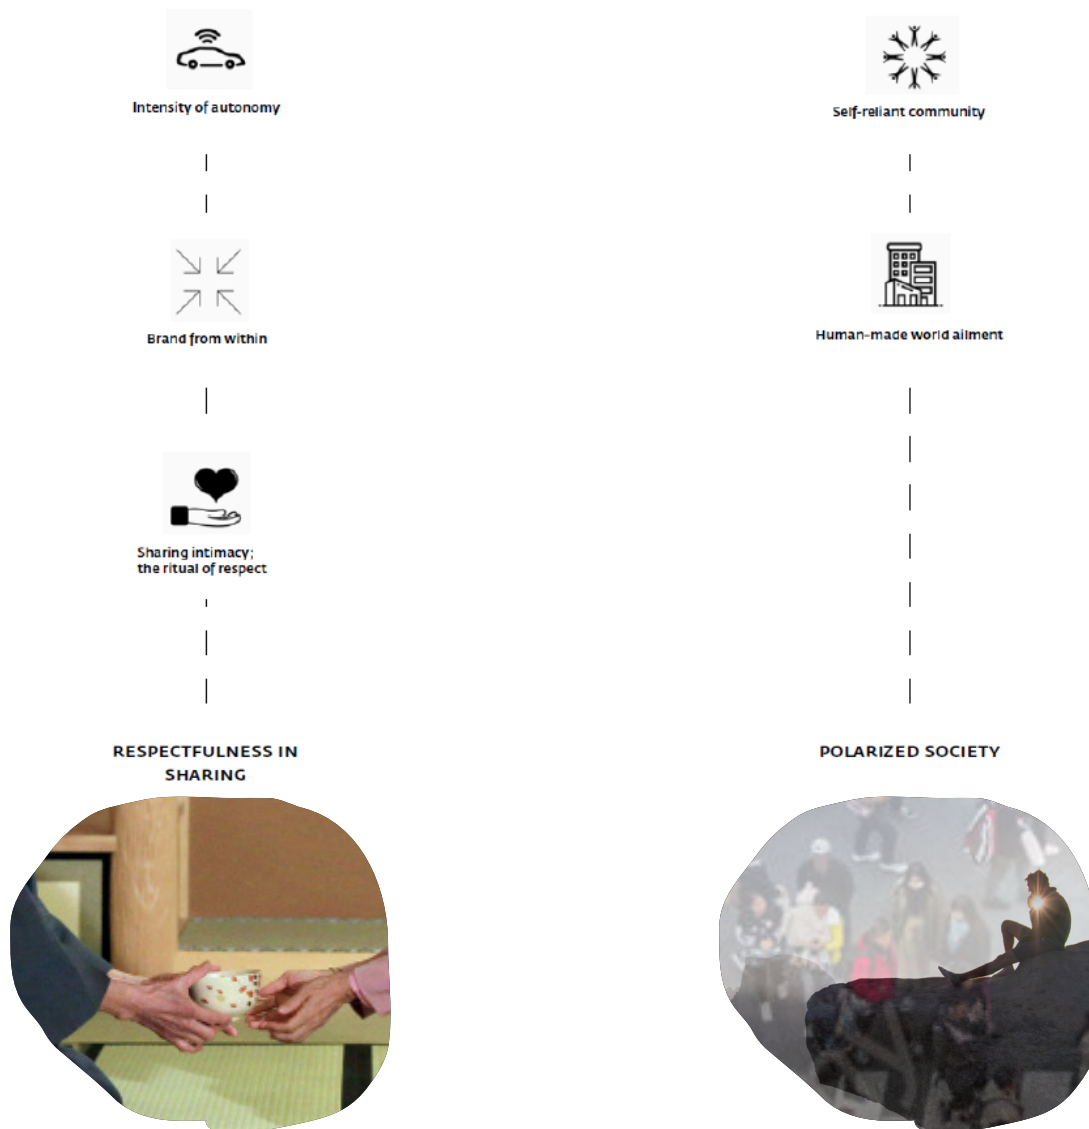 Intensity of autonomy
Self-reliant community
Brand from within
Human-made world ailment
Sharing intimacy;
the ritual of respect
RESPECTFULNESS IN
SHARING
POLARIZED SOCIETY